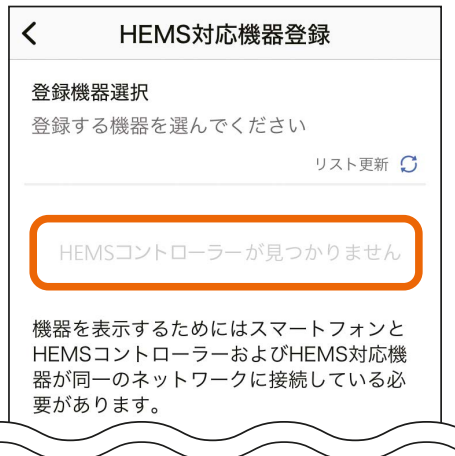 HEMS対応機器登録
登録機器選択
登録する機器を選んでください
リスト更新
HEMSコントローラーが見つかりません
機器を表示するためにはスマートフォンと
HEMSコントローラーおよびHEMS対応機
器が同一のネットワークに接続している必
要があります。